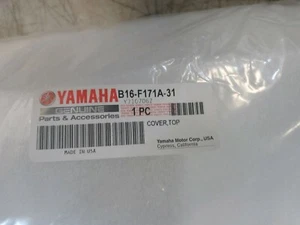 YAMAHA B16-F171A-31
GENUINE
Parts & Accessories 1 PC
COVER,TOP
MADE IN USA
Yamaha Motor Corp., USA
Cypress, California